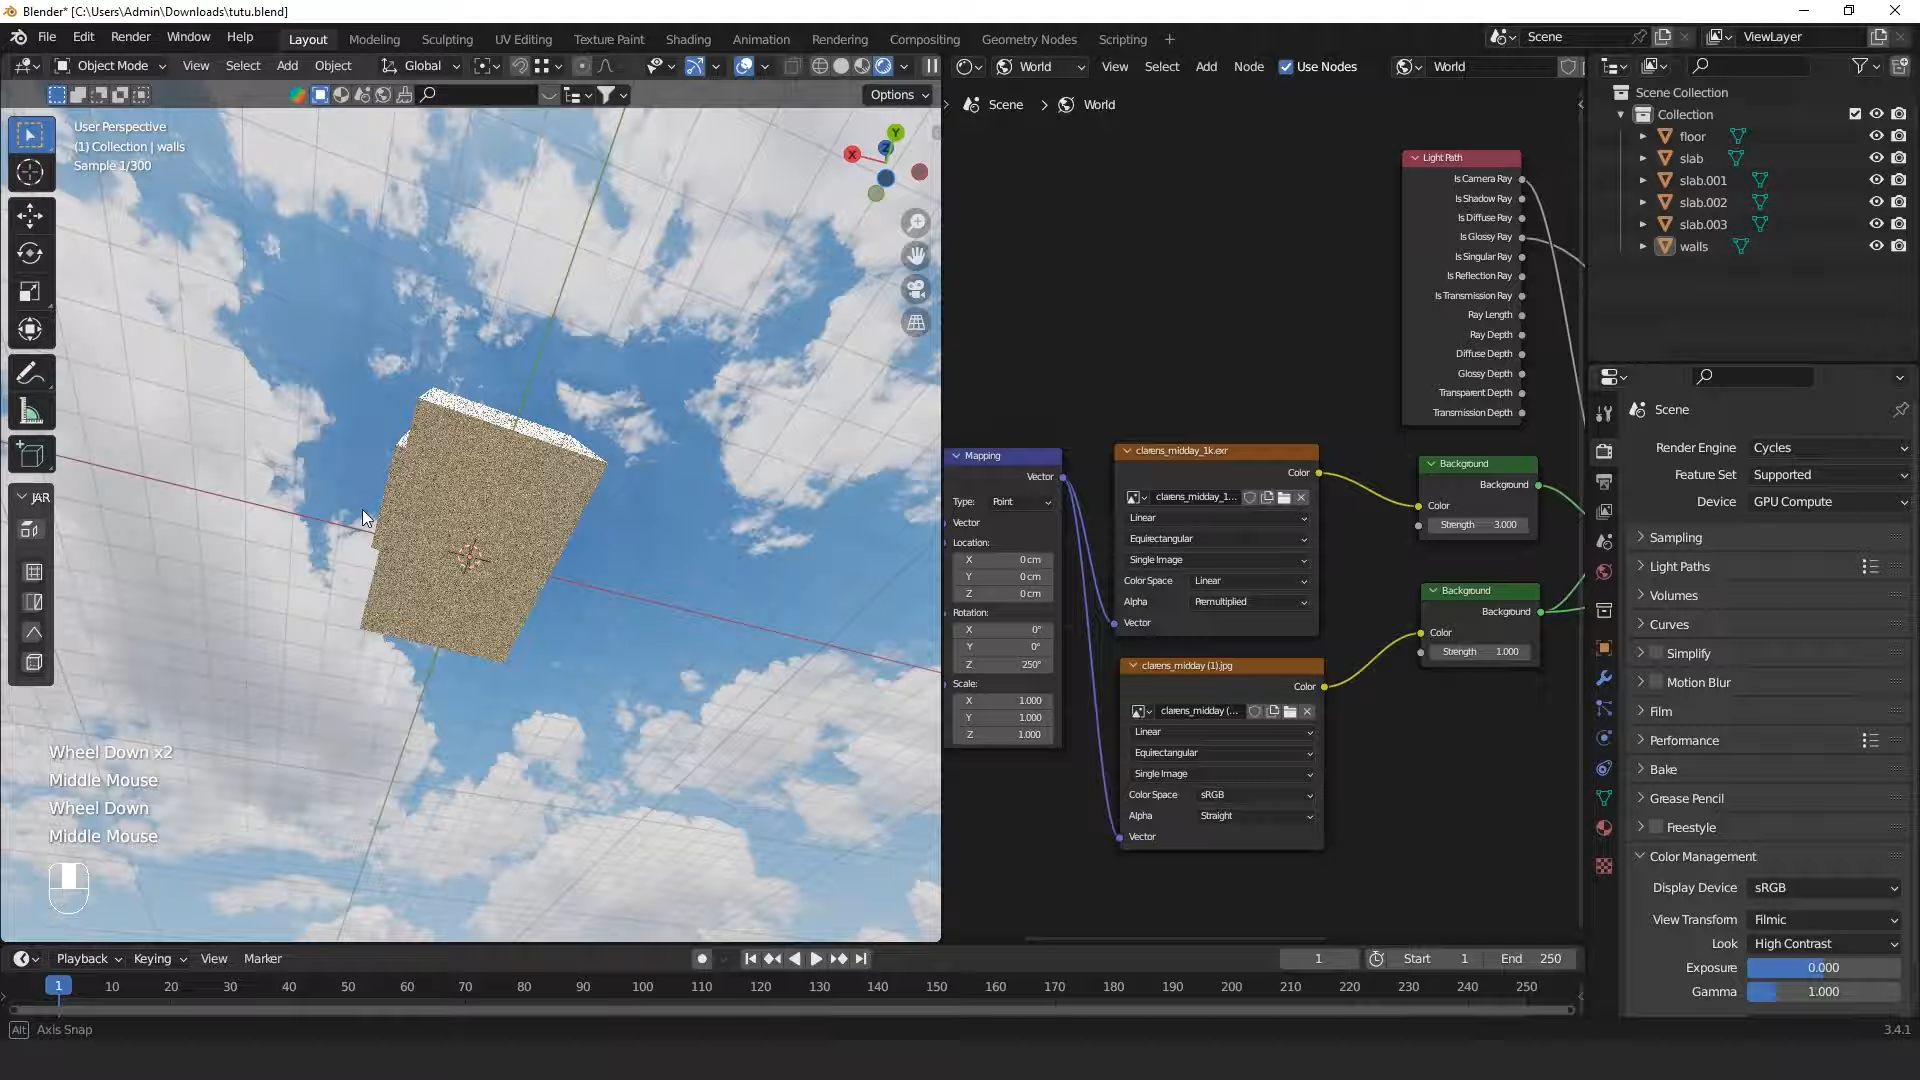 Blender* [C:\Users\Admin\Downloads\tutu.blend]
File Edit Render Window Help
Layout Modeling Sculpting UV Editing Texture Paint Shading Animation Rendering Compositing Geometry Nodes Scripting +
Scene
ViewLayer
Object Mode View Select Add Object Global
World View Select Add Node Use Nodes World
Options
User Perspective
(1) Collection | walls
Sample 1/300
Y
X
Z
JAR
Wheel Down x2
Middle Mouse
Wheel Down
Middle Mouse
Scene > World
Light Path
Is Camera Ray
Is Shadow Ray
Is Diffuse Ray
Is Glossy Ray
Is Singular Ray
Is Reflection Ray
Is Transmission Ray
Ray Length
Ray Depth
Diffuse Depth
Glossy Depth
Transparent Depth
Transmission Depth
Mapping
Vector
Type: Point
Vector
Location:
X 0 cm
Y 0 cm
Z 0 cm
Rotation:
X 0°
Y 0°
Z 250°
Scale:
X 1.000
Y 1.000
Z 1.000
clarens_midday_1k.exr
Color
clarens_midday_1...
Linear
Equirectangular
Single Image
Color Space Linear
Alpha Premultiplied
Vector
clarens_midday (1).jpg
Color
clarens_midday (...
Linear
Equirectangular
Single Image
Color Space sRGB
Alpha Straight
Vector
Background
Background
Color
Strength 3.000
Background
Background
Color
Strength 1.000
Scene Collection
Collection
floor
slab
slab.001
slab.002
slab.003
walls
Scene
Render Engine Cycles
Feature Set Supported
Device GPU Compute
Sampling
Light Paths
Volumes
Curves
Simplify
Motion Blur
Film
Performance
Bake
Grease Pencil
Freestyle
Color Management
Display Device sRGB
View Transform Filmic
Look High Contrast
Exposure 0.000
Gamma 1.000
Playback Keying View Marker
1 Start 1 End 250
1 10 20 30 40 50 60 70 80 90 100 110 120 130 140 150 160 170 180 190 200 210 220 230 240 250
Alt Axis Snap
3.4.1